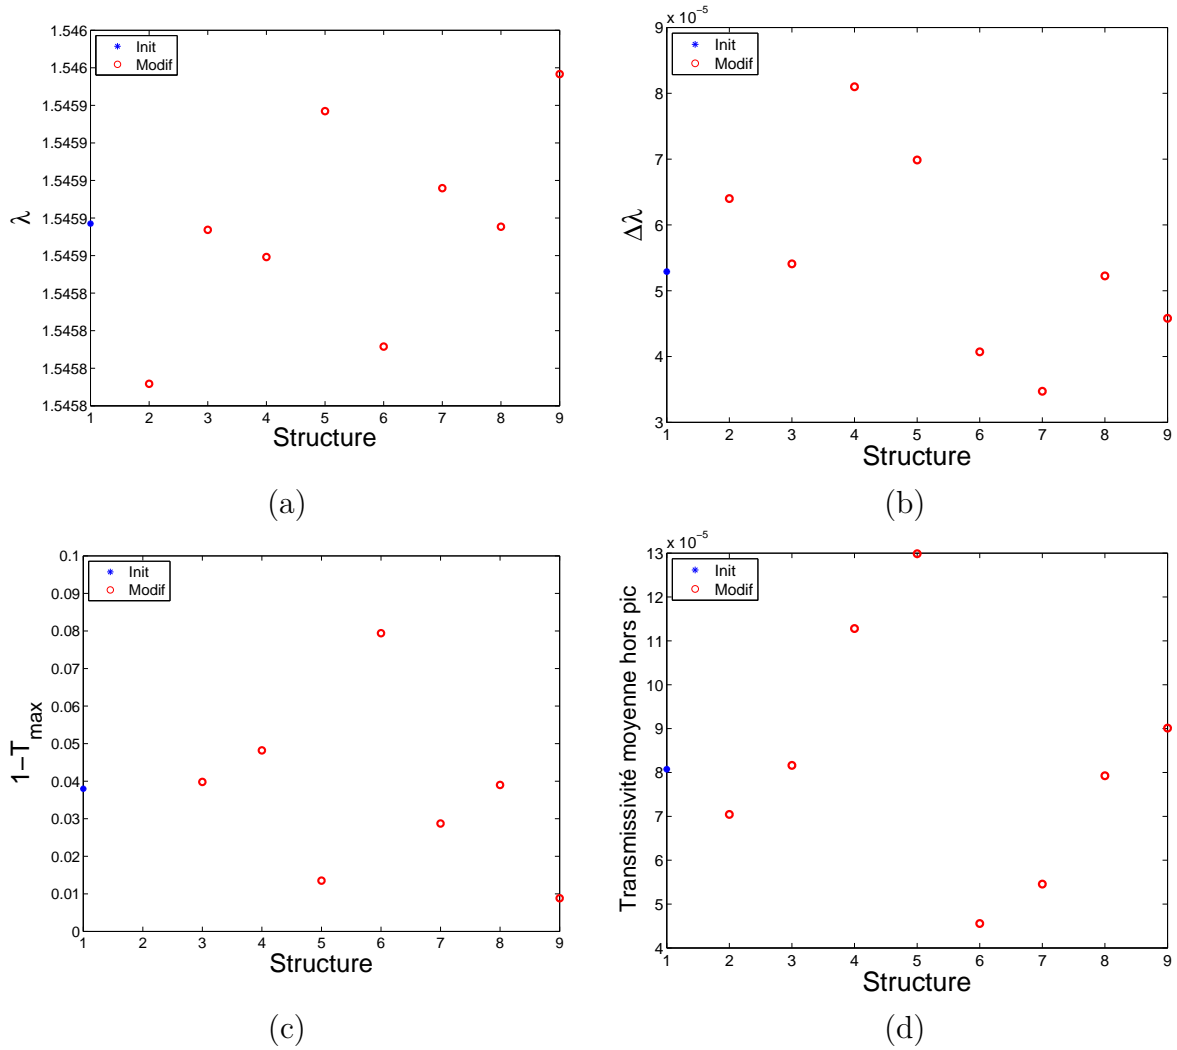 1.546
1.546
1.5459
1.5459
1.5459
1.5459
1.5459
1.5458
1.5458
1.5458
1.5458
λ
Init
Modif
1 2 3 4 5 6 7 8 9
Structure
(a)
x 10⁻⁵
9
8
7
6
5
4
3
Δλ
Init
Modif
1 2 3 4 5 6 7 8 9
Structure
(b)
0.1
0.09
0.08
0.07
0.06
0.05
0.04
0.03
0.02
0.01
0
1−T_max
Init
Modif
1 2 3 4 5 6 7 8 9
Structure
(c)
x 10⁻⁵
13
12
11
10
9
8
7
6
5
4
Transmissivité moyenne hors pic
Init
Modif
1 2 3 4 5 6 7 8 9
Structure
(d)